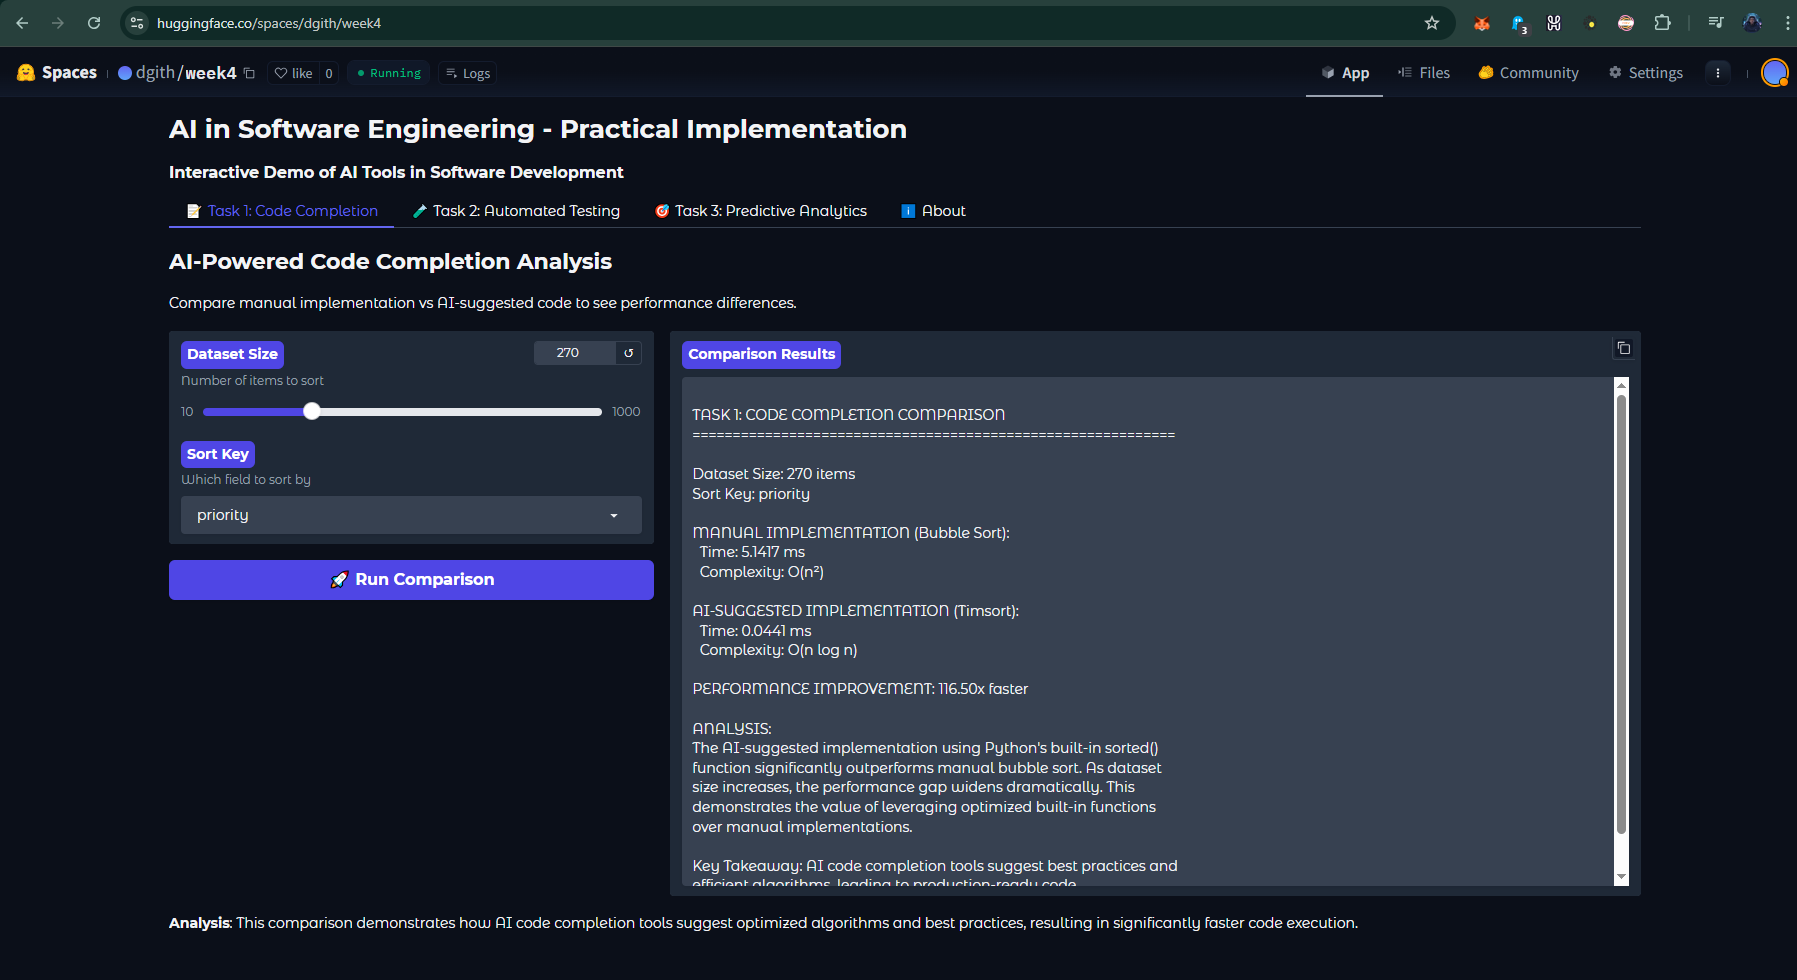 huggingface.co/spaces/dgith/week4
3
Spaces
dgith/week4
like
0
Running
Logs
App
Files
Community
Settings
AI in Software Engineering - Practical Implementation
Interactive Demo of AI Tools in Software Development
Task 1: Code Completion
Task 2: Automated Testing
Task 3: Predictive Analytics
About
AI-Powered Code Completion Analysis
Compare manual implementation vs AI-suggested code to see performance differences.
Dataset Size
270
Number of items to sort
10
1000
Sort Key
Which field to sort by
priority
🚀 Run Comparison
Comparison Results
TASK 1: CODE COMPLETION COMPARISON
============================================================
Dataset Size: 270 items
Sort Key: priority
MANUAL IMPLEMENTATION (Bubble Sort):
Time: 5.1417 ms
Complexity: O(n²)
AI-SUGGESTED IMPLEMENTATION (Timsort):
Time: 0.0441 ms
Complexity: O(n log n)
PERFORMANCE IMPROVEMENT: 116.50x faster
ANALYSIS:
The AI-suggested implementation using Python's built-in sorted()
function significantly outperforms manual bubble sort. As dataset
size increases, the performance gap widens dramatically. This
demonstrates the value of leveraging optimized built-in functions
over manual implementations.
Key Takeaway: AI code completion tools suggest best practices and
efficient algorithms, leading to production-ready code.
Analysis: This comparison demonstrates how AI code completion tools suggest optimized algorithms and best practices, resulting in significantly faster code execution.